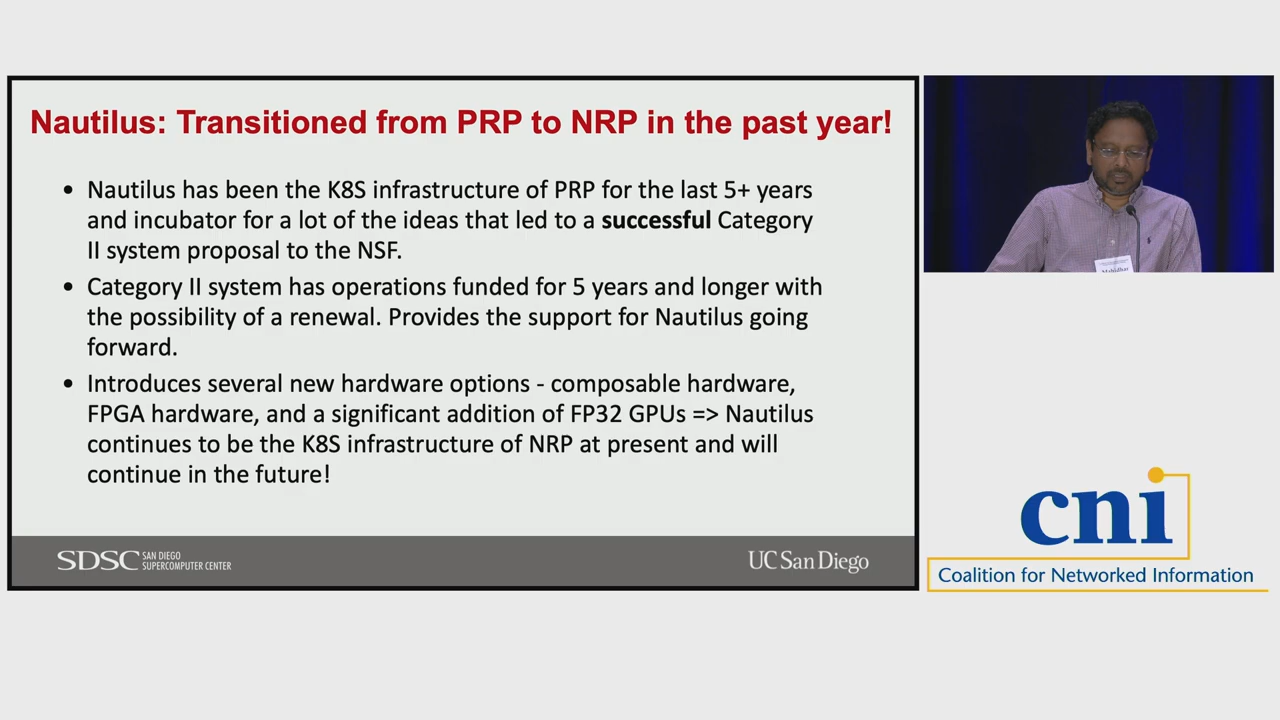 Nautilus: Transitioned from PRP to NRP in the past year!
• Nautilus has been the K8S infrastructure of PRP for the last 5+ years
and incubator for a lot of the ideas that led to a successful Category
II system proposal to the NSF.
• Category II system has operations funded for 5 years and longer with
the possibility of a renewal. Provides the support for Nautilus going
forward.
• Introduces several new hardware options - composable hardware,
FPGA hardware, and a significant addition of FP32 GPUs => Nautilus
continues to be the K8S infrastructure of NRP at present and will
continue in the future!
SDSC SAN DIEGO
SUPERCOMPUTER CENTER
UC San Diego
Mahidhar
cni
Coalition for Networked Information